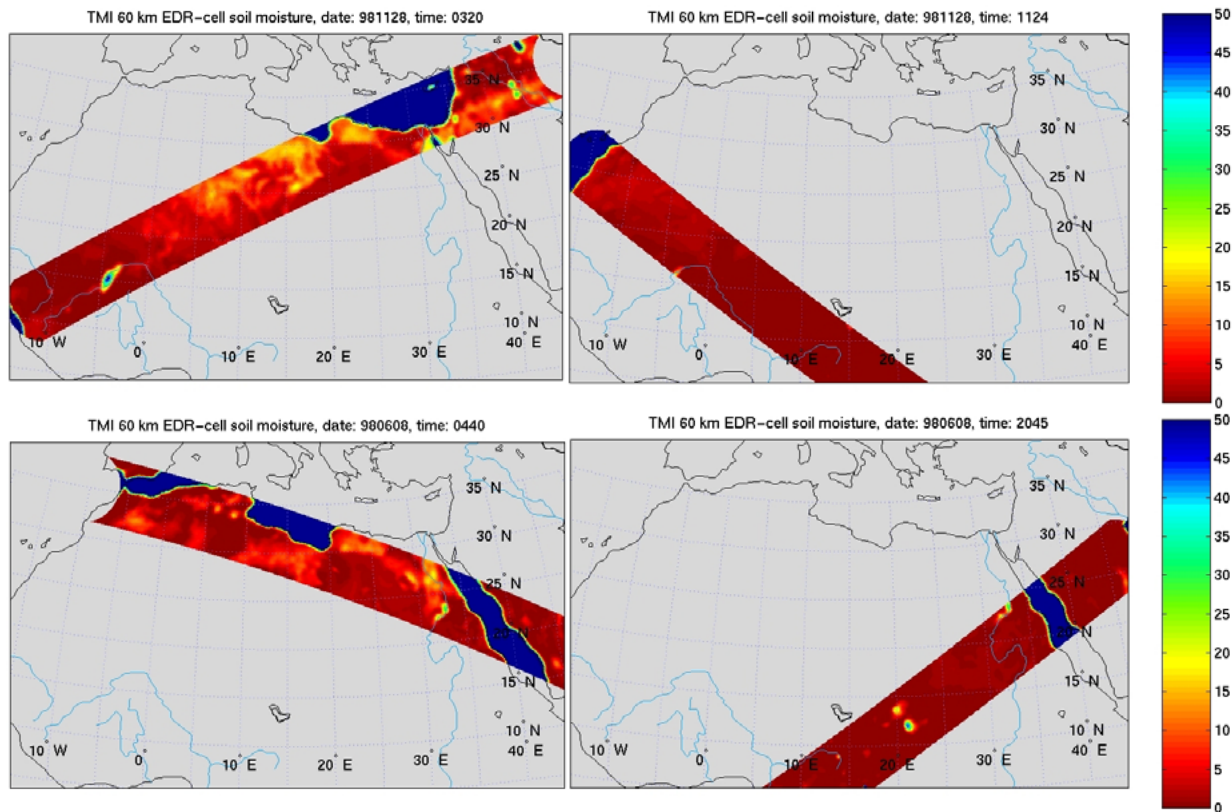 TMI 60 km EDR-cell soil moisture, date: 981128, time: 0320
35° N
30° N
25° N
20° N
15° N
10° N
10° W
0°
10° E
20° E
30° E
40° E
TMI 60 km EDR-cell soil moisture, date: 981128, time: 1124
35° N
30° N
25° N
20° N
15° N
10° N
10° W
0°
10° E
20° E
30° E
40° E
50
45
40
35
30
25
20
15
10
5
0
TMI 60 km EDR-cell soil moisture, date: 980608, time: 0440
35° N
30° N
25° N
20° N
15° N
10° N
10° W
0°
10° E
20° E
30° E
40° E
TMI 60 km EDR-cell soil moisture, date: 980608, time: 2045
35° N
30° N
25° N
20° N
15° N
10° N
10° W
0°
10° E
20° E
30° E
40° E
50
45
40
35
30
25
20
15
10
5
0